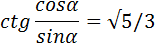 ctg cosα/sinα = √5/3